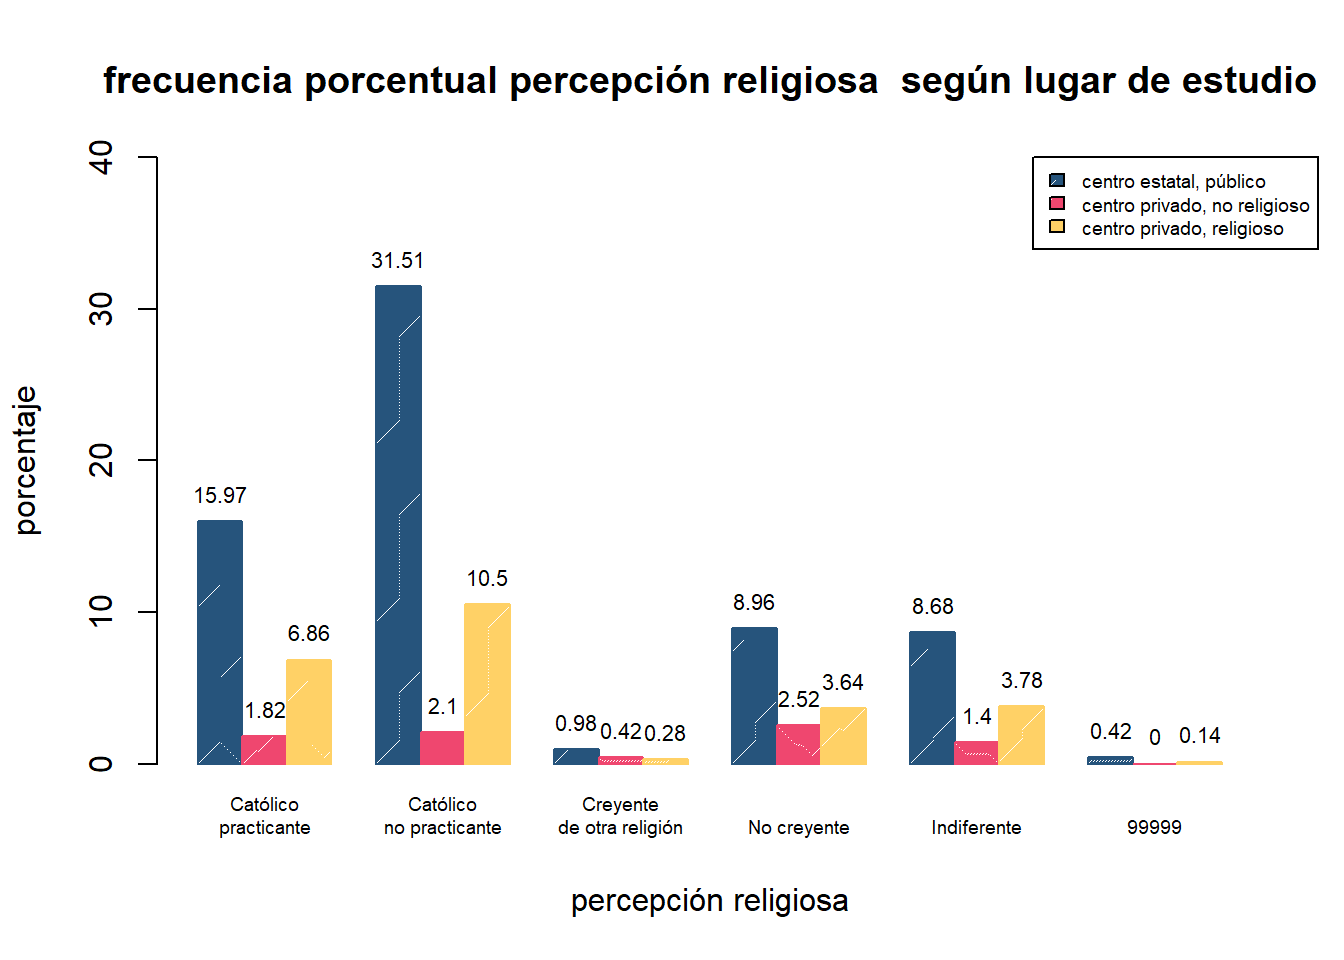 frecuencia porcentual percepción religiosa  según lugar de estudio
centro estatal, público
centro privado, no religioso
centro privado, religioso
porcentaje
40
30
20
10
0
15.97
1.82
6.86
31.51
2.1
10.5
0.98
0.42
0.28
8.96
2.52
3.64
8.68
1.4
3.78
0.42
0
0.14
Católico
practicante
Católico
no practicante
Creyente
de otra religión
No creyente
Indiferente
99999
percepción religiosa